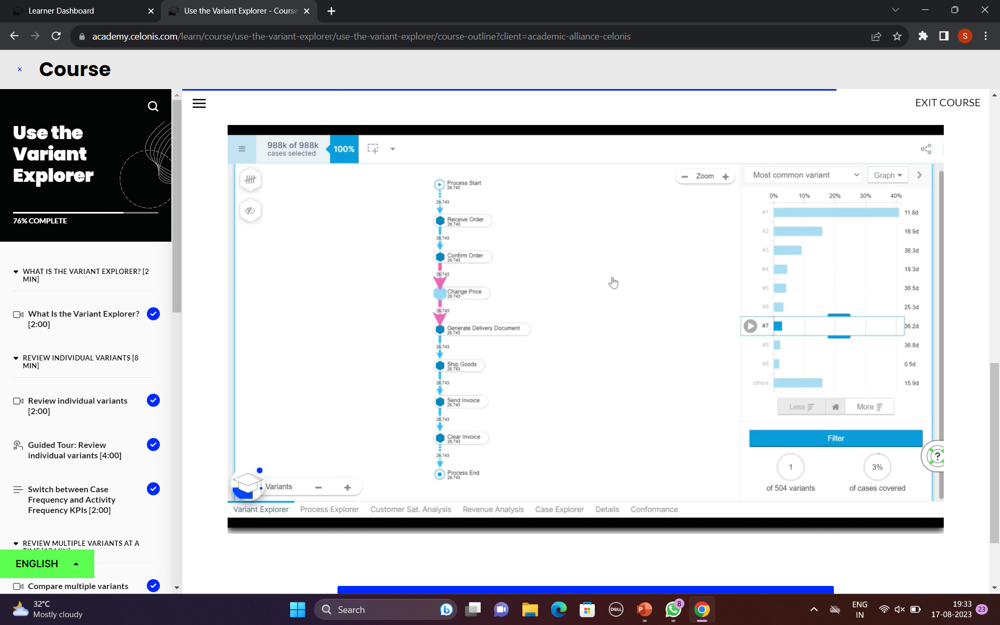 Learner Dashboard
Use the Variant Explorer - Course
academy.celonis.com/learn/course/use-the-variant-explorer/use-the-variant-explorer/course-outline?client=academic-alliance-celonis
S
Course
EXIT COURSE
Use the
Variant
Explorer
76% COMPLETE
WHAT IS THE VARIANT EXPLORER? [2
MIN]
What Is the Variant Explorer?
[2:00]
REVIEW INDIVIDUAL VARIANTS [8
MIN]
Review individual variants
[2:00]
Guided Tour: Review
individual variants [4:00]
Switch between Case
Frequency and Activity
Frequency KPIs [2:00]
REVIEW MULTIPLE VARIANTS AT A
ENGLISH
Compare multiple variants
988k of 988k
cases selected
100%
Zoom
Process Start
26,743
26,743
Receive Order
26,743
26,743
Confirm Order
26,743
26,743
Change Price
26,743
26,743
Generate Delivery Document
26,743
26,743
Ship Goods
26,743
26,743
Send Invoice
26,743
26,743
Clear Invoice
26,743
26,743
Process End
26,743
Variants
Most common variant
Graph
0% 10% 20% 30% 40%
#1 11.8d
#2 16.9d
#3 36.3d
#4 19.3d
#5 36.5d
#6 25.3d
#7 36.2d
#8 36.8d
#9 0.5d
others 15.9d
Less
More
Filter
1
of 504 variants
3%
of cases covered
?
Variant Explorer Process Explorer Customer Sat. Analysis Revenue Analysis Case Explorer Details Conformance
32°C
Mostly cloudy
Search
DELL
8
ENG
IN
19:33
17-08-2023
23